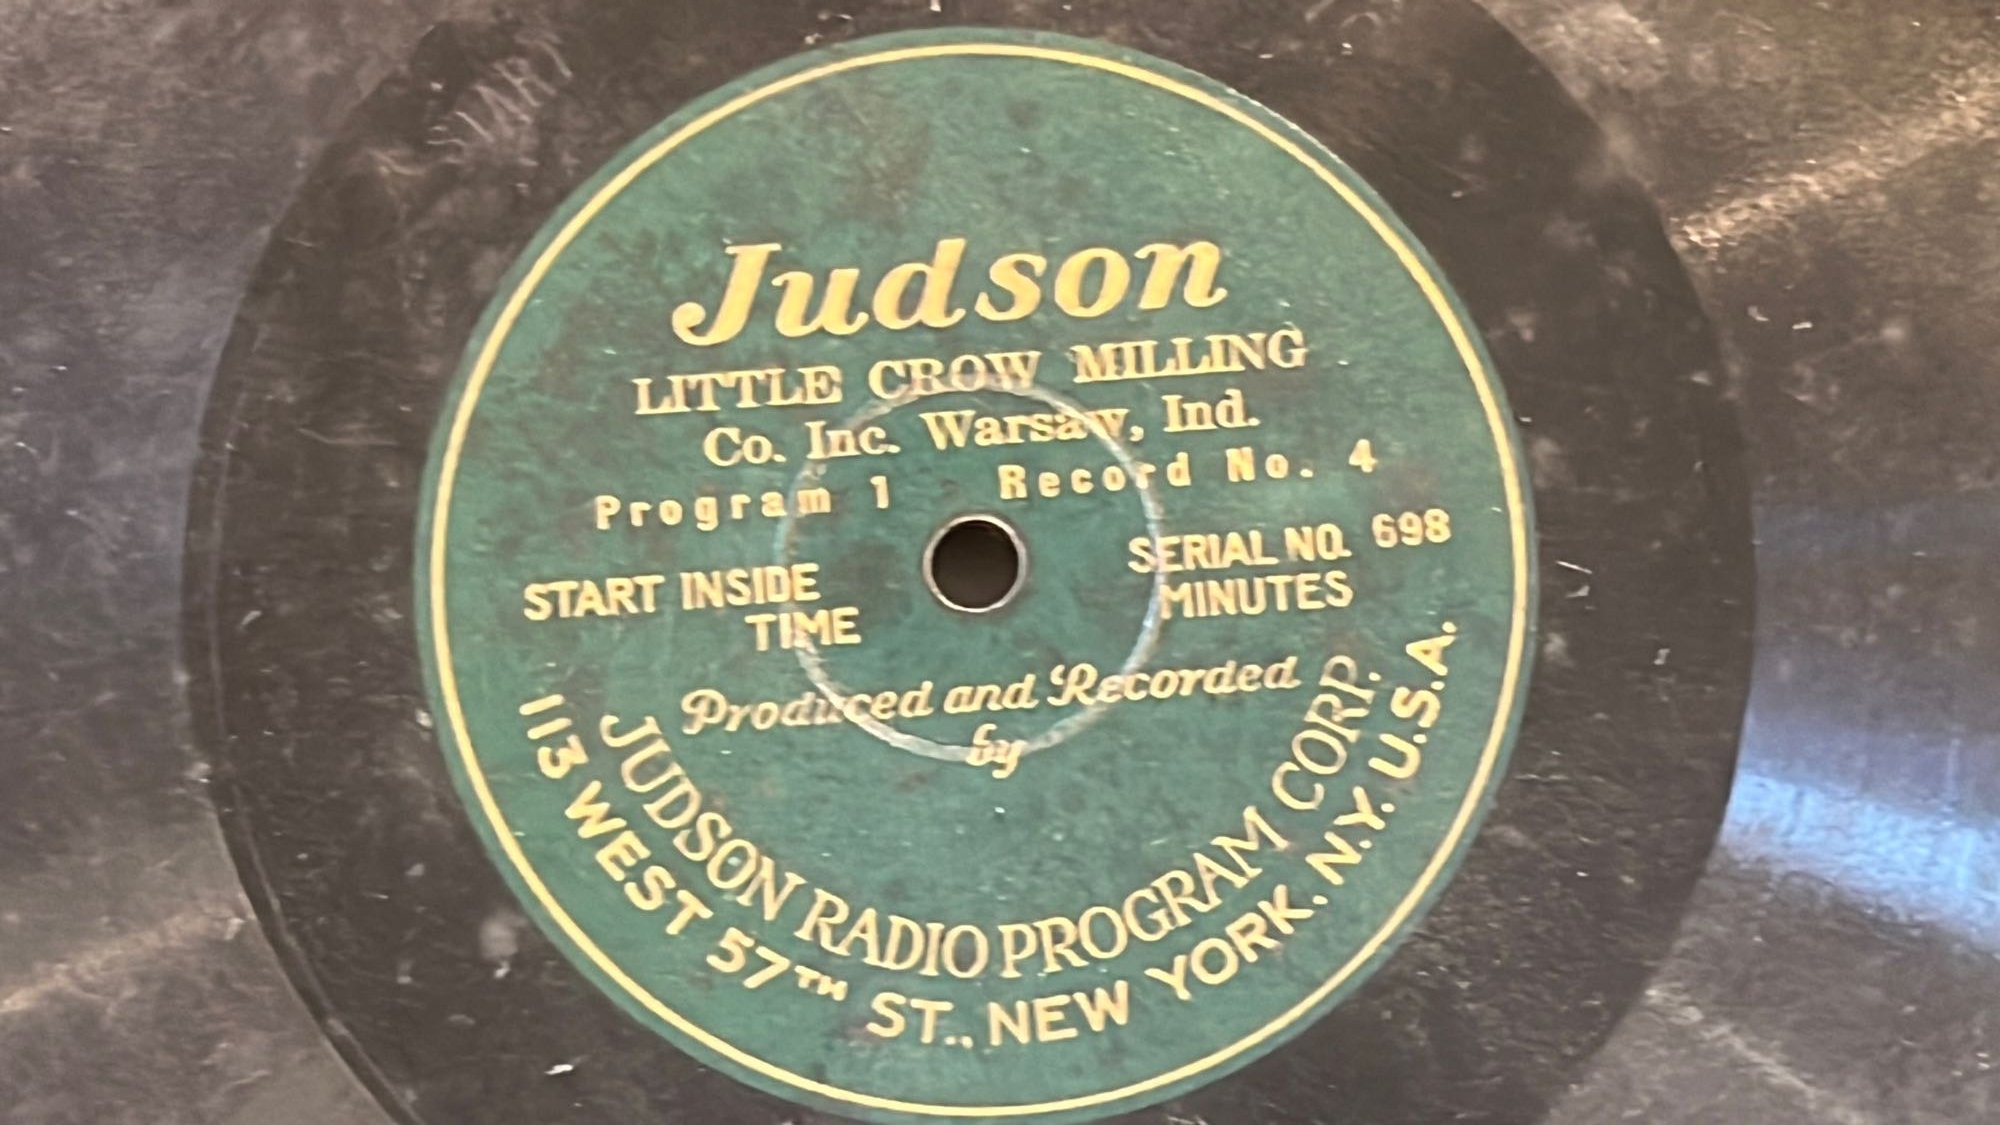 START
Judson
LITTLE CROW MILLING
Co. Inc. Warsaw, Ind.
Program 1 Record No. 4
START INSIDE SERIAL NO. 698
TIME MINUTES
Produced and Recorded
by
JUDSON RADIO PROGRAM CORP.
113 WEST 57TH ST., NEW YORK, N.Y. U.S.A.